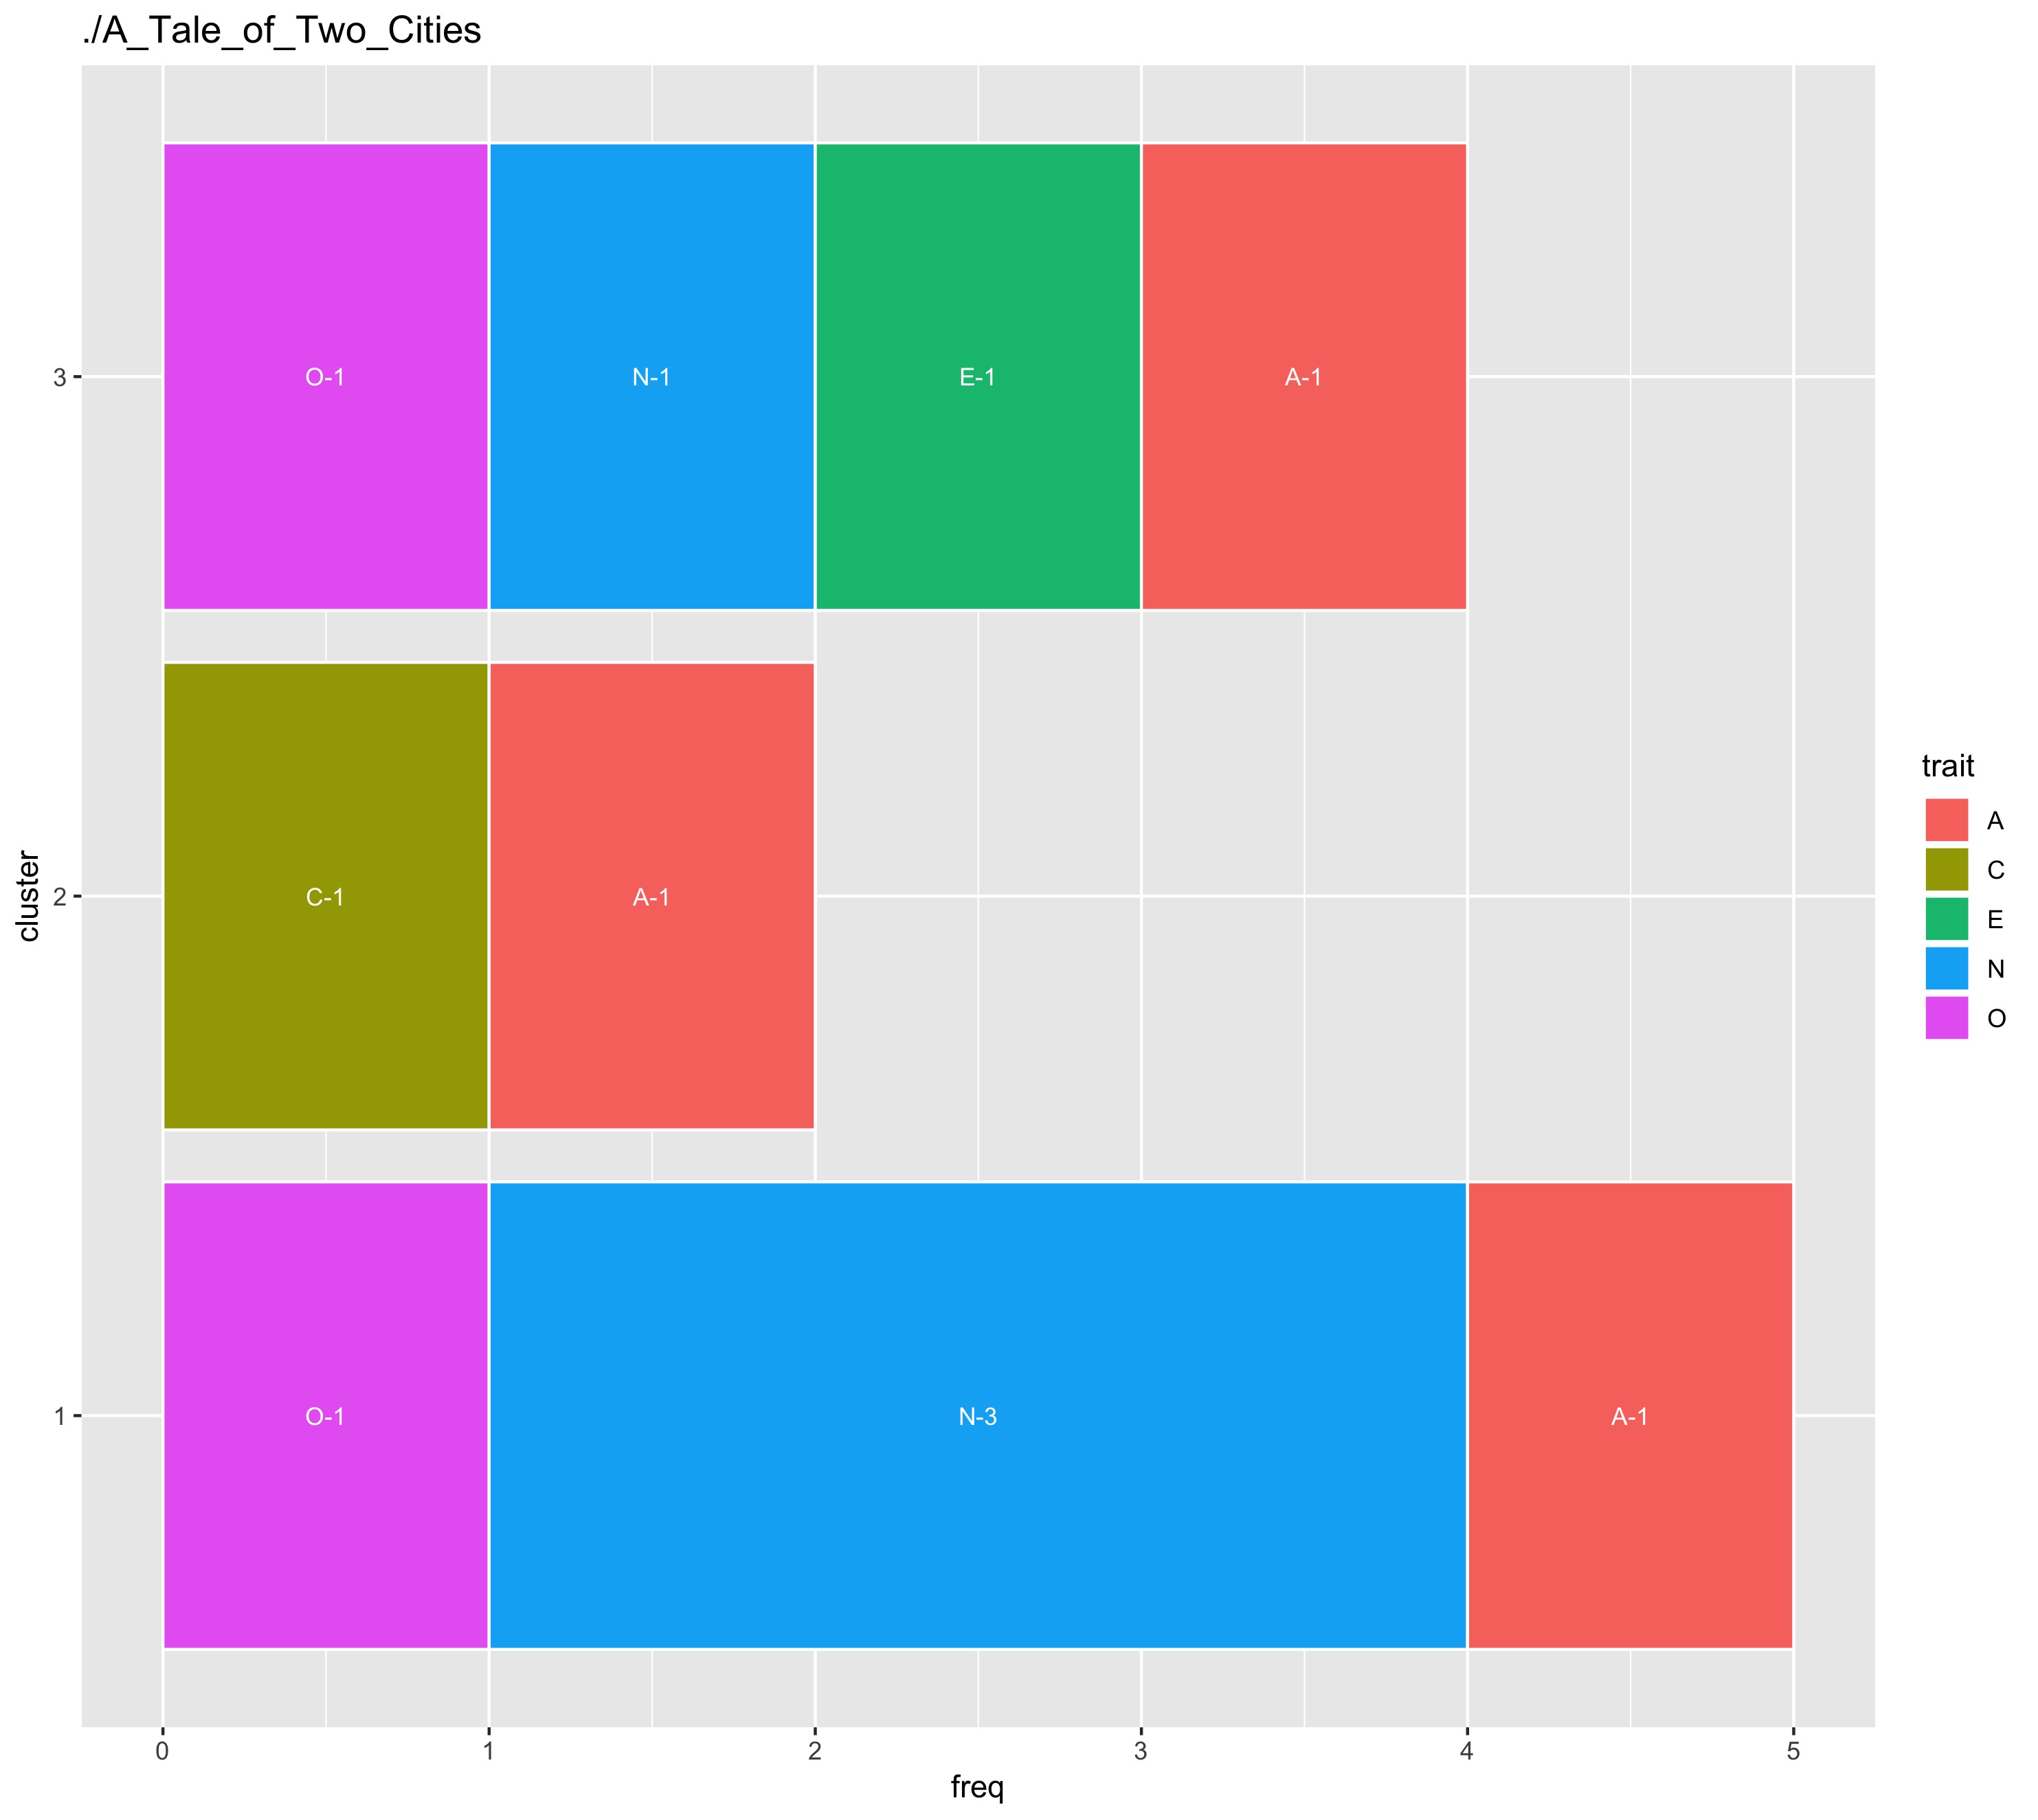 ./A_Tale_of_Two_Cities
3
O-1 N-1 E-1 A-1
cluster
2
C-1 A-1
1
O-1 N-3 A-1
0 1 2 3 4 5
freq
trait
A
C
E
N
O